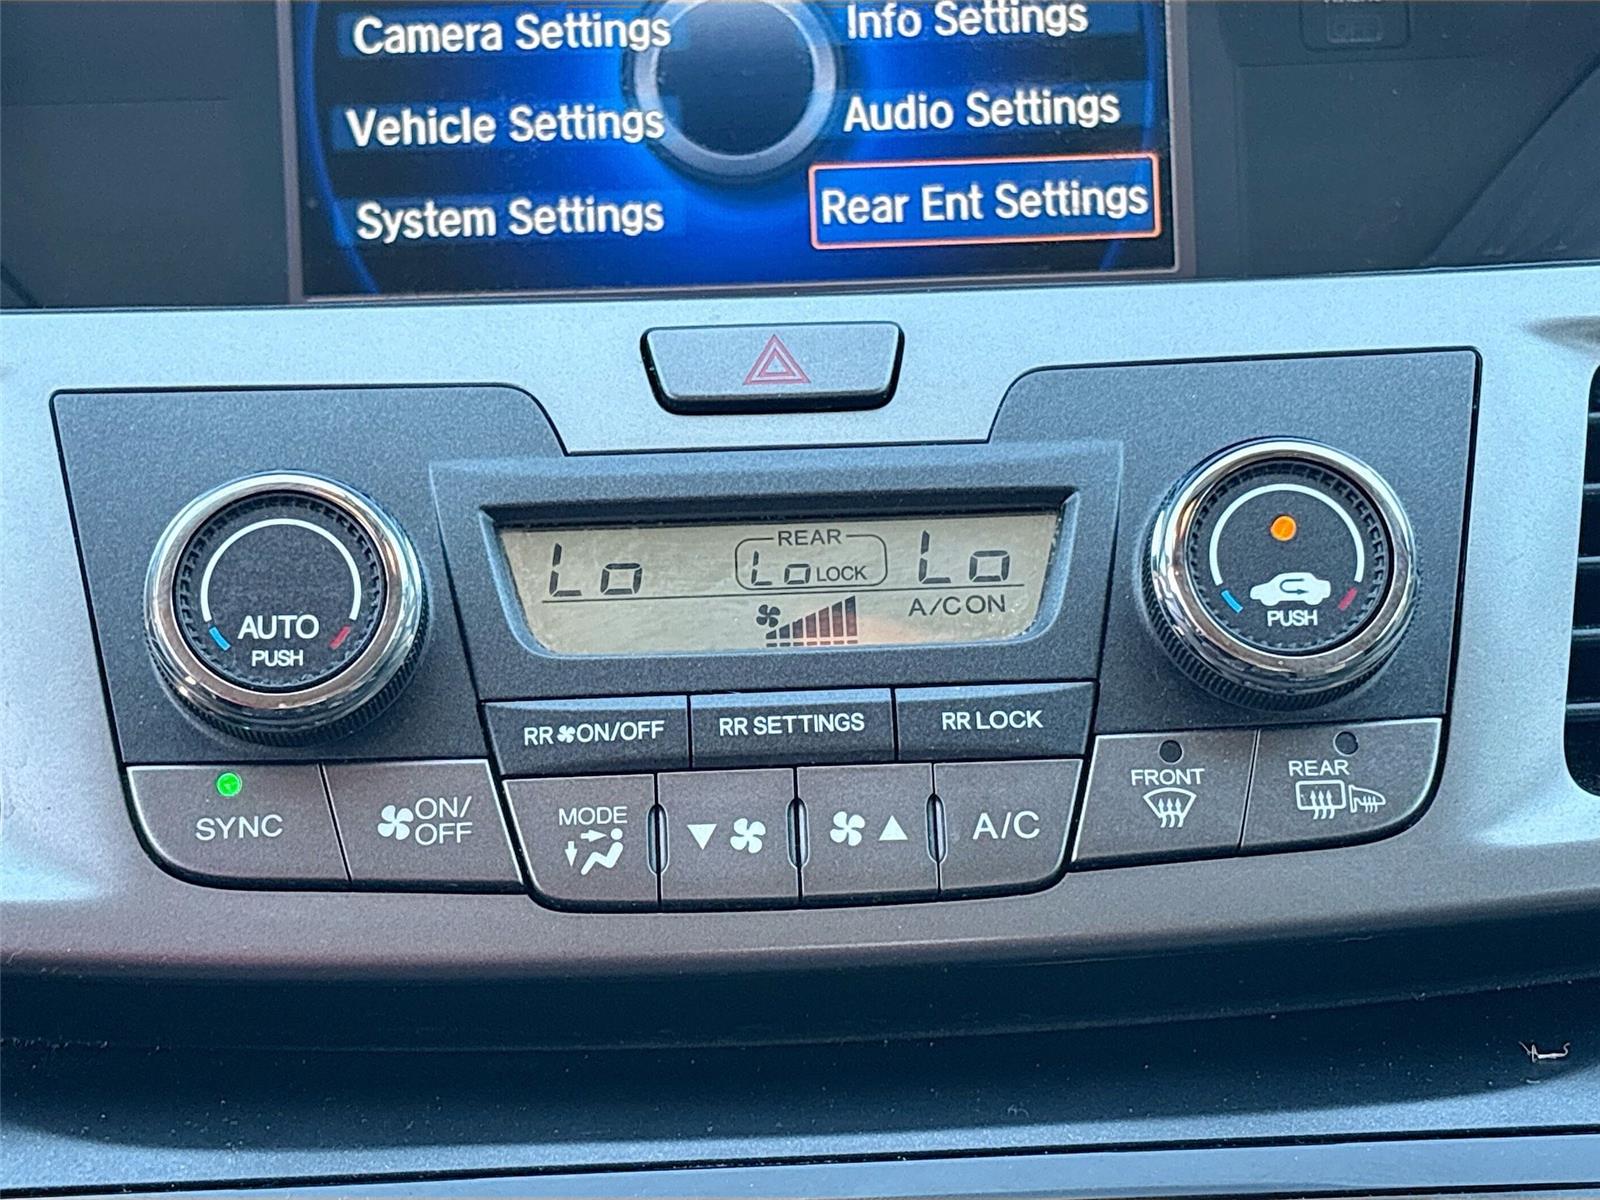 Camera Settings
Info Settings
Vehicle Settings
Audio Settings
System Settings
Rear Ent Settings
Lo
REAR
Lo LOCK
Lo
A/C ON
AUTO
PUSH
PUSH
RR ON/OFF
RR SETTINGS
RR LOCK
SYNC
ON/
OFF
MODE
A/C
FRONT
REAR